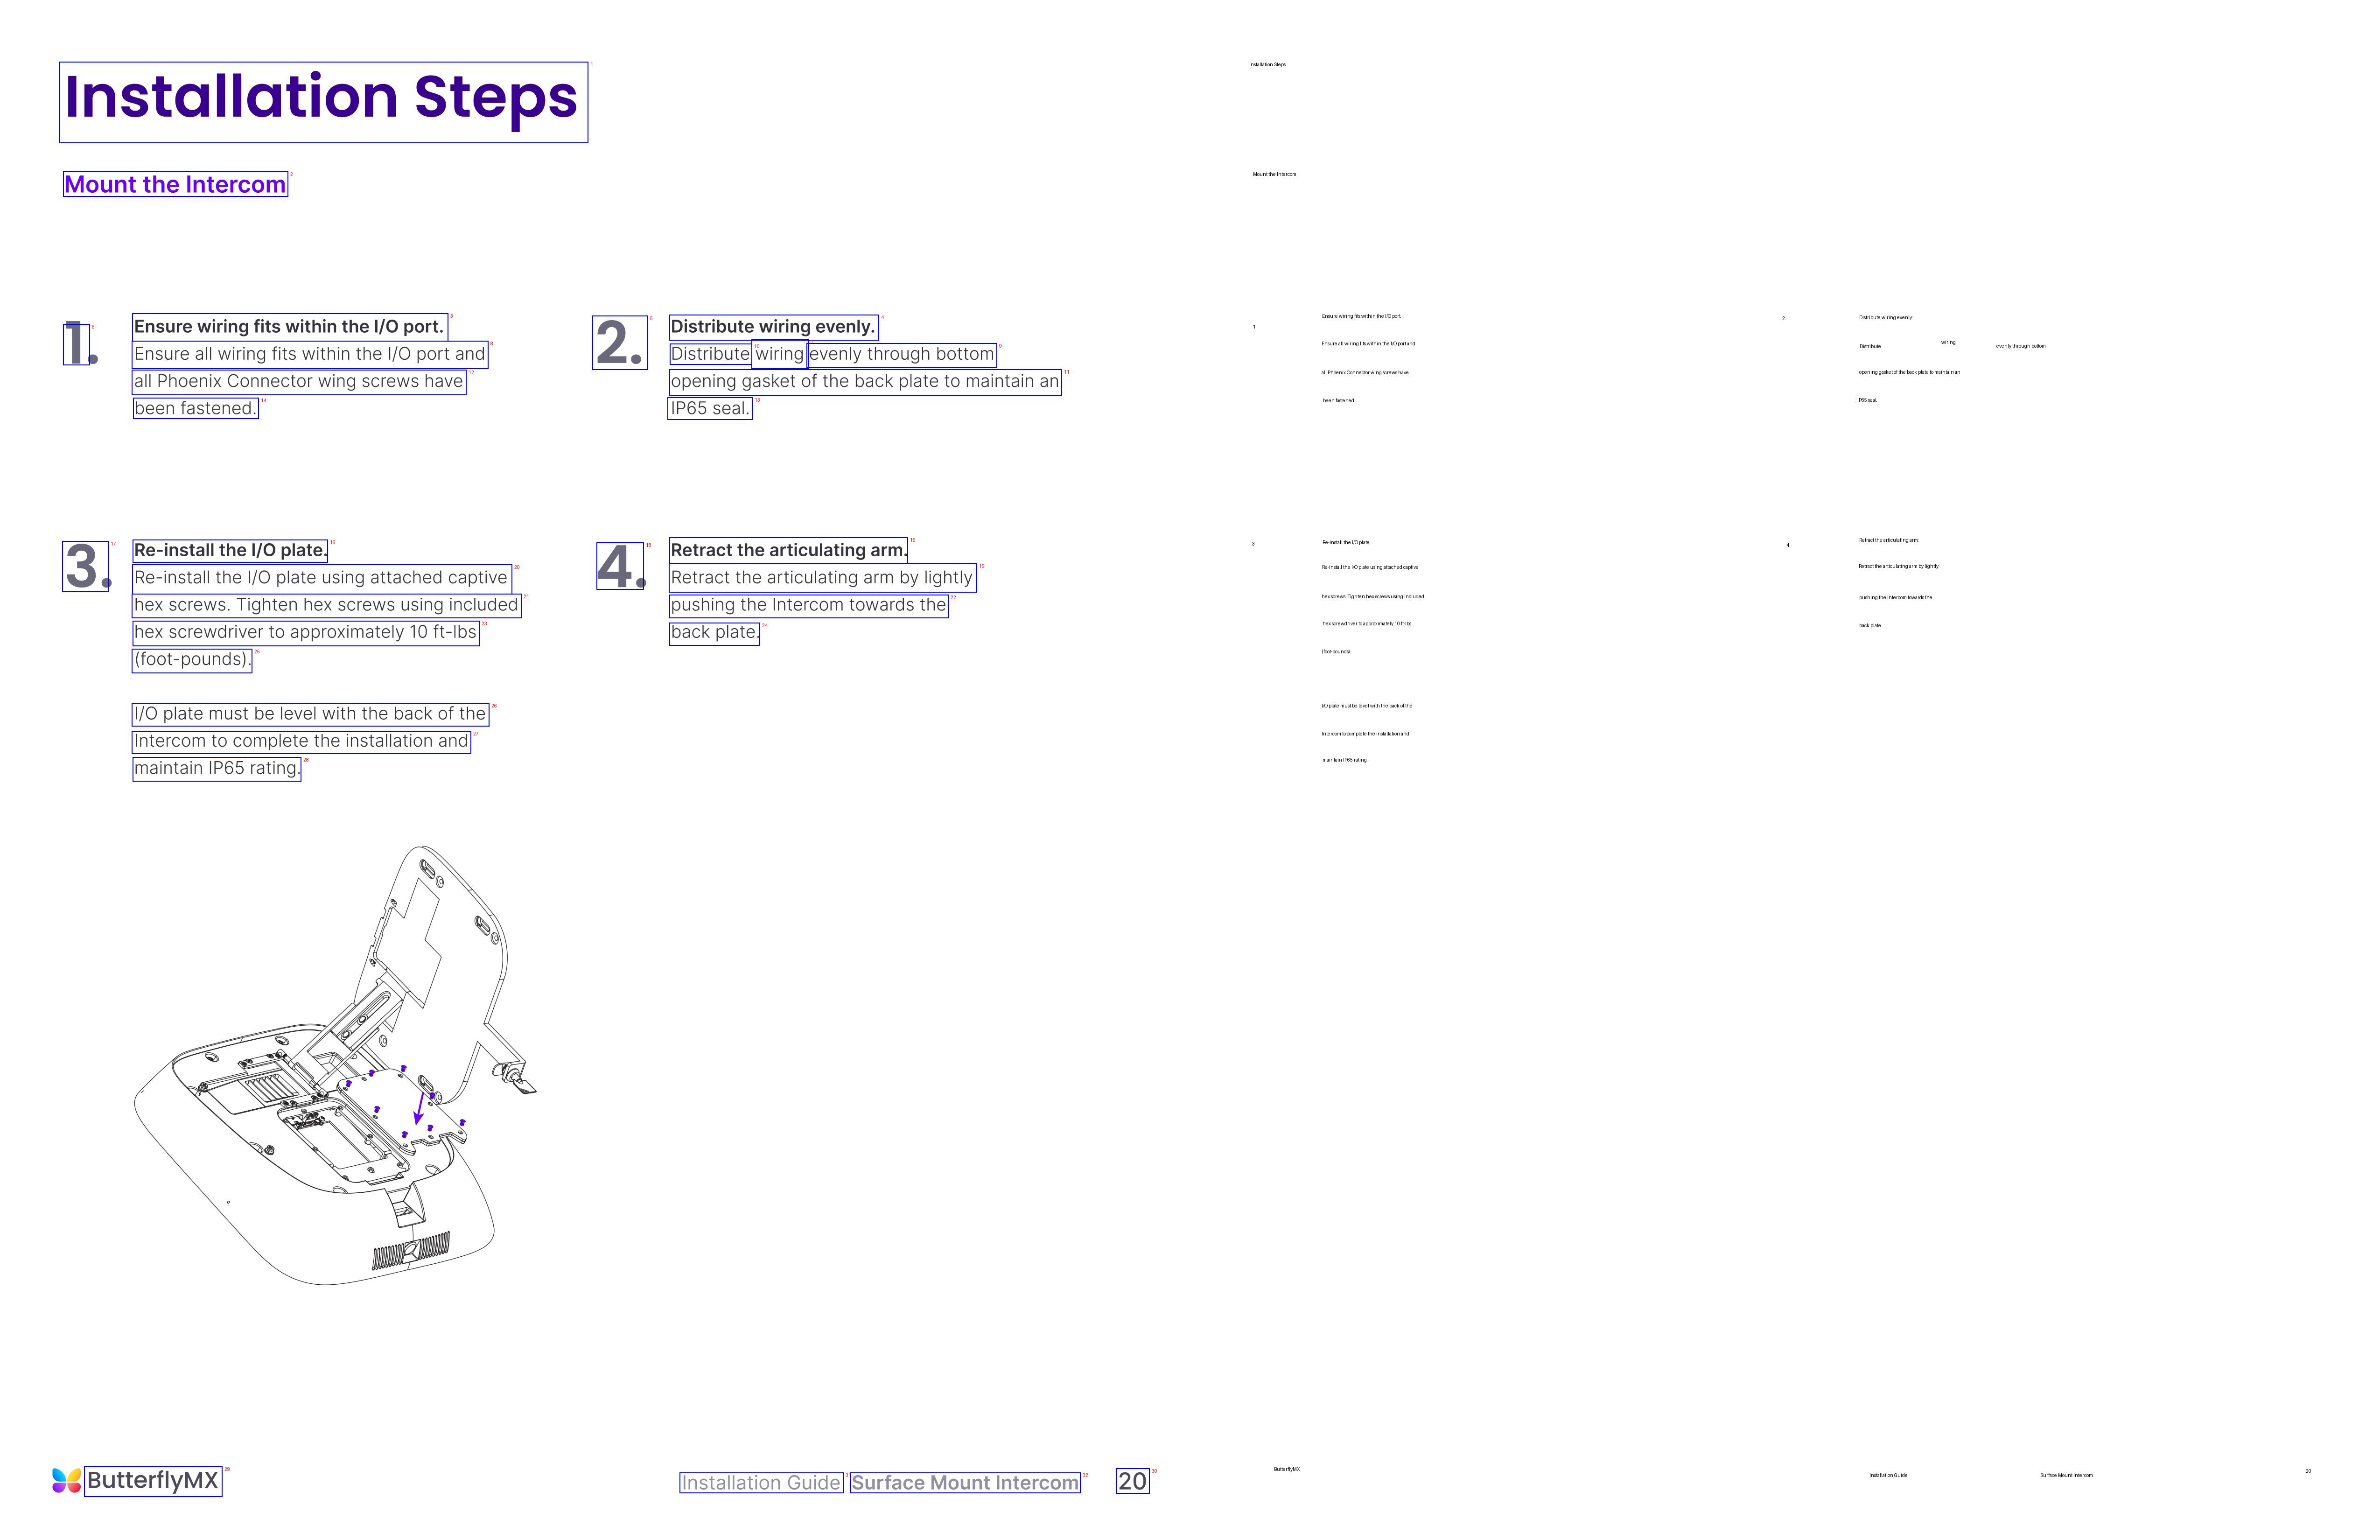 Installation Steps
Mount the Intercom
1.
Ensure wiring fits within the I/O port.
Ensure all wiring fits within the I/O port and
all Phoenix Connector wing screws have
been fastened.
2.
Distribute wiring evenly.
Distribute wiring evenly through bottom
opening gasket of the back plate to maintain an
IP65 seal.
3.
Re-install the I/O plate.
Re-install the I/O plate using attached captive
hex screws. Tighten hex screws using included
hex screwdriver to approximately 10 ft-lbs
(foot-pounds).
I/O plate must be level with the back of the
Intercom to complete the installation and
maintain IP65 rating.
4.
Retract the articulating arm.
Retract the articulating arm by lightly
pushing the Intercom towards the
back plate.
ButterflyMX
Installation Guide Surface Mount Intercom 20
Installation Steps
Mount the Intercom
1
Ensure wiring fits within the I/O port.
Ensure all wiring fits within the I/O port and
all Phoenix Connector wing screws have
been fastened.
2.
Distribute wiring evenly.
Distribute wiring evenly through bottom
opening gasket of the back plate to maintain an
IP65 seal.
3
Re-install the I/O plate.
Re-install the I/O plate using attached captive
hex screws. Tighten hex screws using included
hex screwdriver to approximately 10 ft-lbs
(foot-pounds).
I/O plate must be level with the back of the
Intercom to complete the installation and
maintain IP65 rating.
4
Retract the articulating arm.
Retract the articulating arm by lightly
pushing the Intercom towards the
back plate.
ButterflyMX
Installation Guide Surface Mount Intercom 20